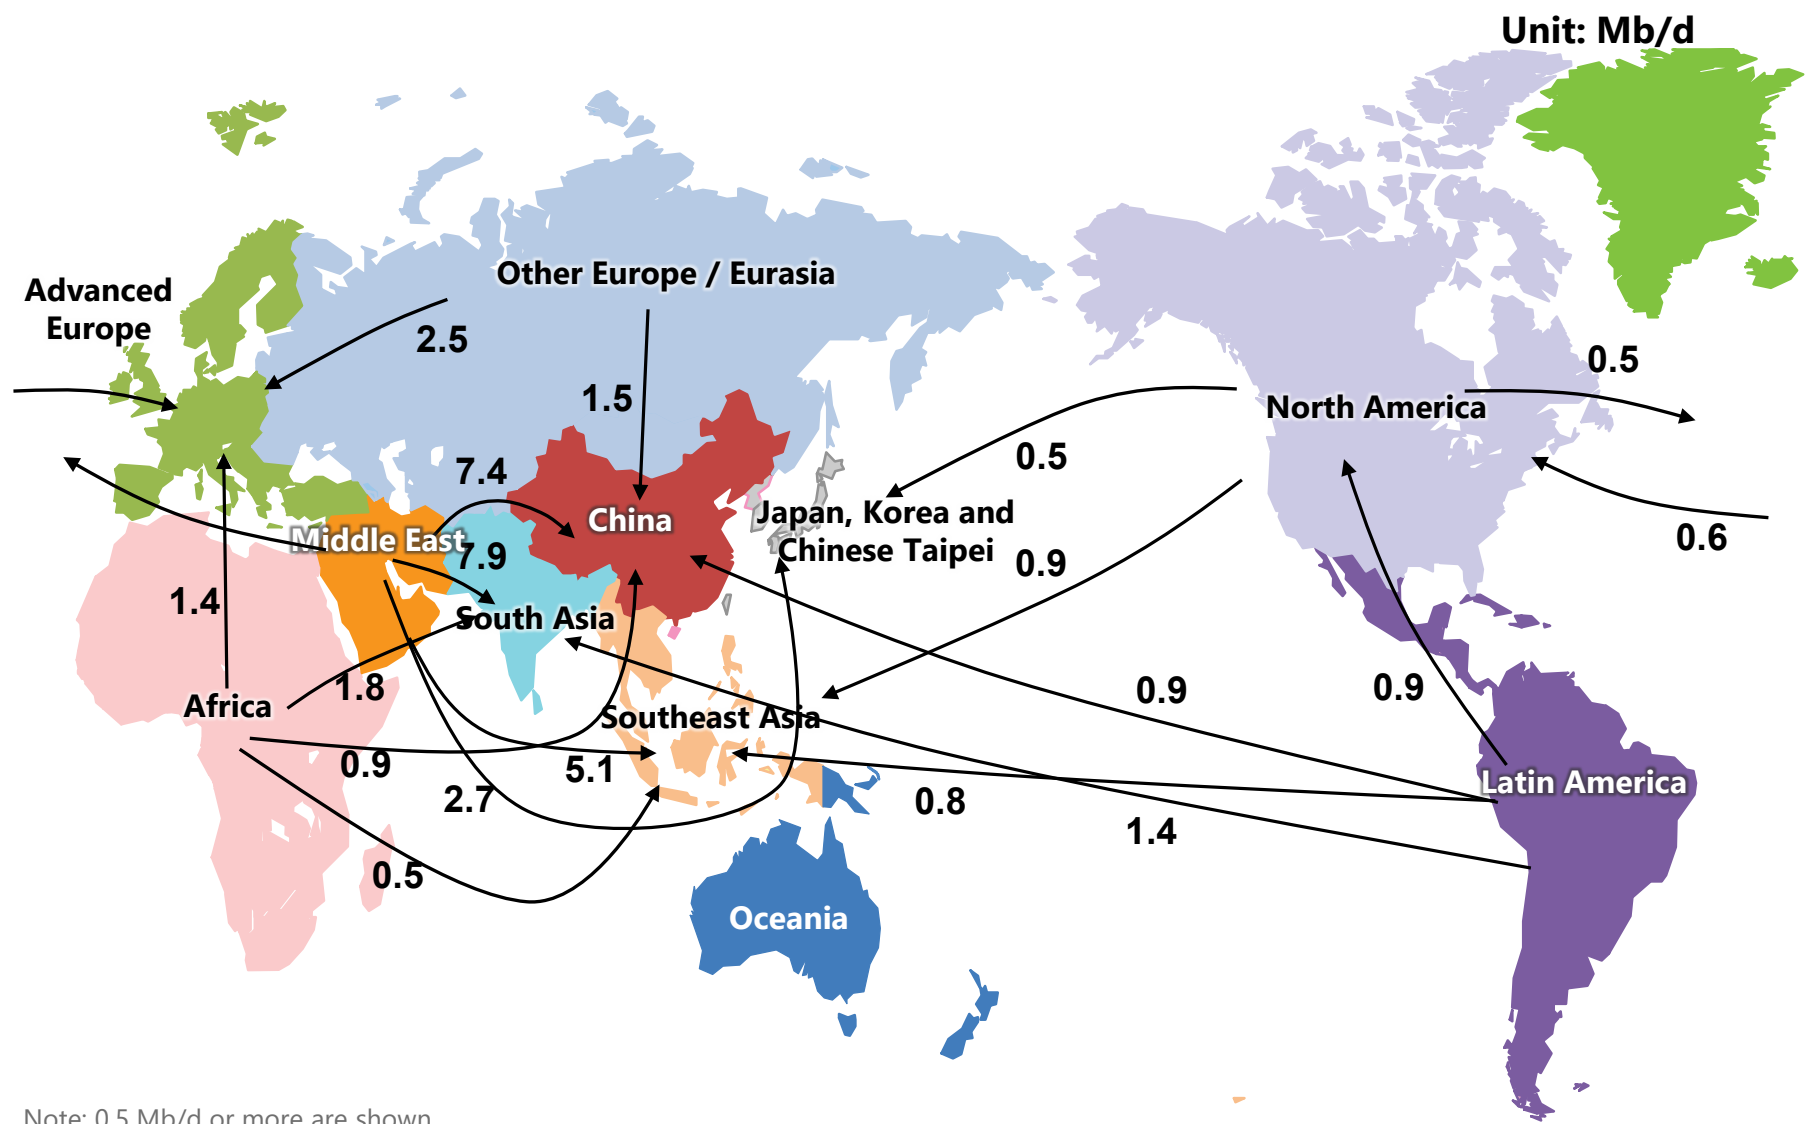 Unit: Mb/d
Other Europe / Eurasia
Advanced
Europe
2.5
1.5
0.5
North America
7.4
0.5
China
Japan, Korea and
Chinese Taipei
Middle East
7.9
0.9
0.6
1.4
South Asia
1.8
0.9
0.9
Africa
Southeast Asia
0.9
5.1
2.7
0.8
Latin America
1.4
0.5
Oceania
Note: 0.5 Mb/d or more are shown